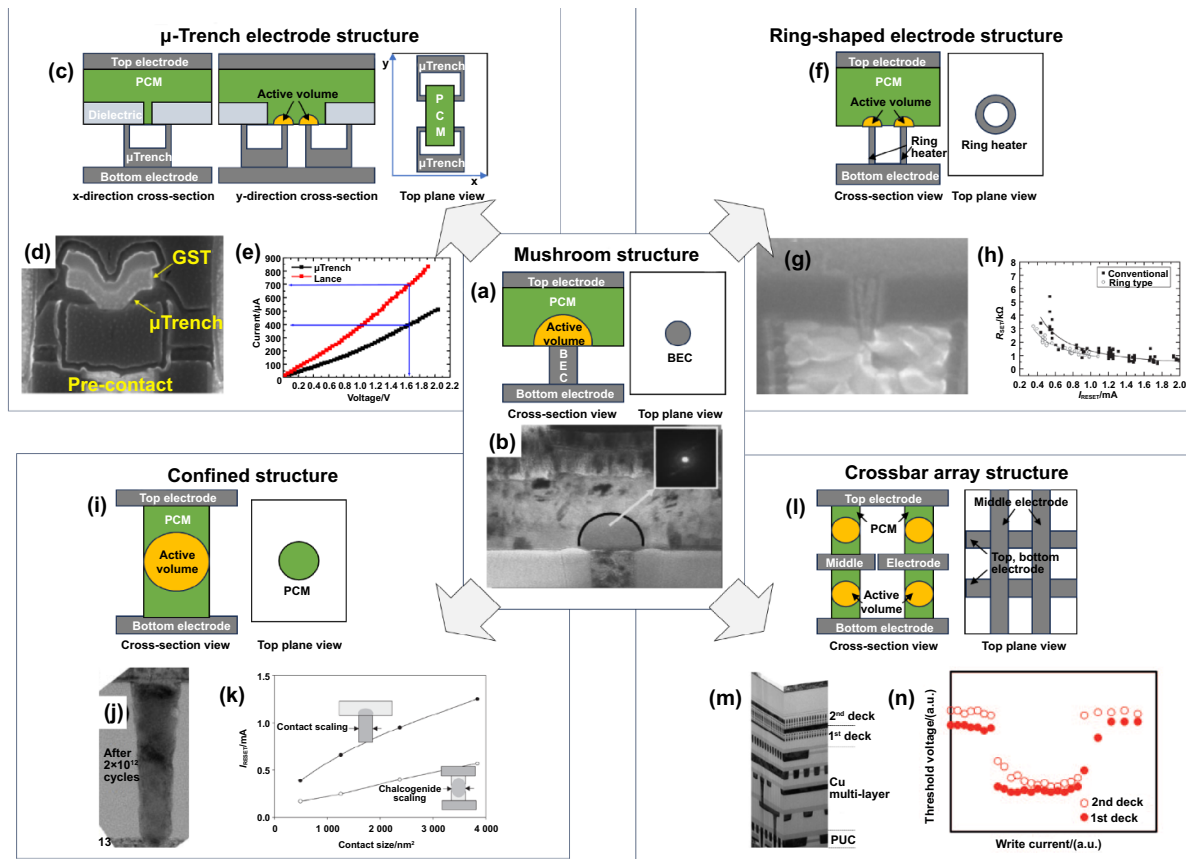 μ-Trench electrode structure
(c)
Top electrode
PCM
Dielectric
μTrench
Bottom electrode
x-direction cross-section
Active volume
y-direction cross-section
y
μTrench
P
C
M
μTrench
x
Top plane view
(d)
GST
μTrench
Pre-contact
(e)
μTrench
Lance
Current/μA
900
800
700
600
500
400
300
200
100
0
0 0.2 0.4 0.6 0.8 1.0 1.2 1.4 1.6 1.8 2.0 2.2
Voltage/V
Ring-shaped electrode structure
(f)
Top electrode
PCM
Active volume
Ring
heater
Bottom electrode
Cross-section view
Ring heater
Top plane view
(g)
(h)
Conventional
Ring type
RSET/kΩ
8
7
6
5
4
3
2
1
0
0.2 0.4 0.6 0.8 1.0 1.2 1.4 1.6 1.8 2.0
IRESET/mA
Mushroom structure
(a)
Top electrode
PCM
Active
volume
B
E
C
Bottom electrode
Cross-section view
BEC
Top plane view
(b)
Confined structure
(i)
Top electrode
PCM
Active
volume
Bottom electrode
Cross-section view
PCM
Top plane view
(j)
After
2×10¹²
cycles
13
(k)
IRESET/mA
1.5
1.0
0.5
0
Contact scaling
Chalcogenide
scaling
0 1 000 2 000 3 000 4 000
Contact size/nm²
Crossbar array structure
(l)
Top electrode
PCM
Middle
Electrode
Active
volume
Bottom electrode
Cross-section view
Middle electrode
Top, bottom
electrode
Top plane view
(m)
2nd deck
1st deck
Cu
multi-layer
PUC
(n)
Threshold voltage/(a.u.)
2nd deck
1st deck
Write current/(a.u.)